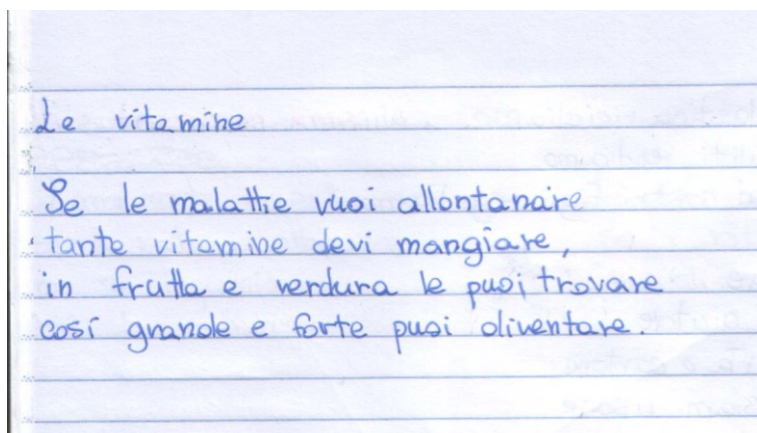 Le vitamine
Se le malattie vuoi allontanare
tante vitamine devi mangiare,
in frutta e verdura le puoi trovare
così grande e forte puoi diventare.